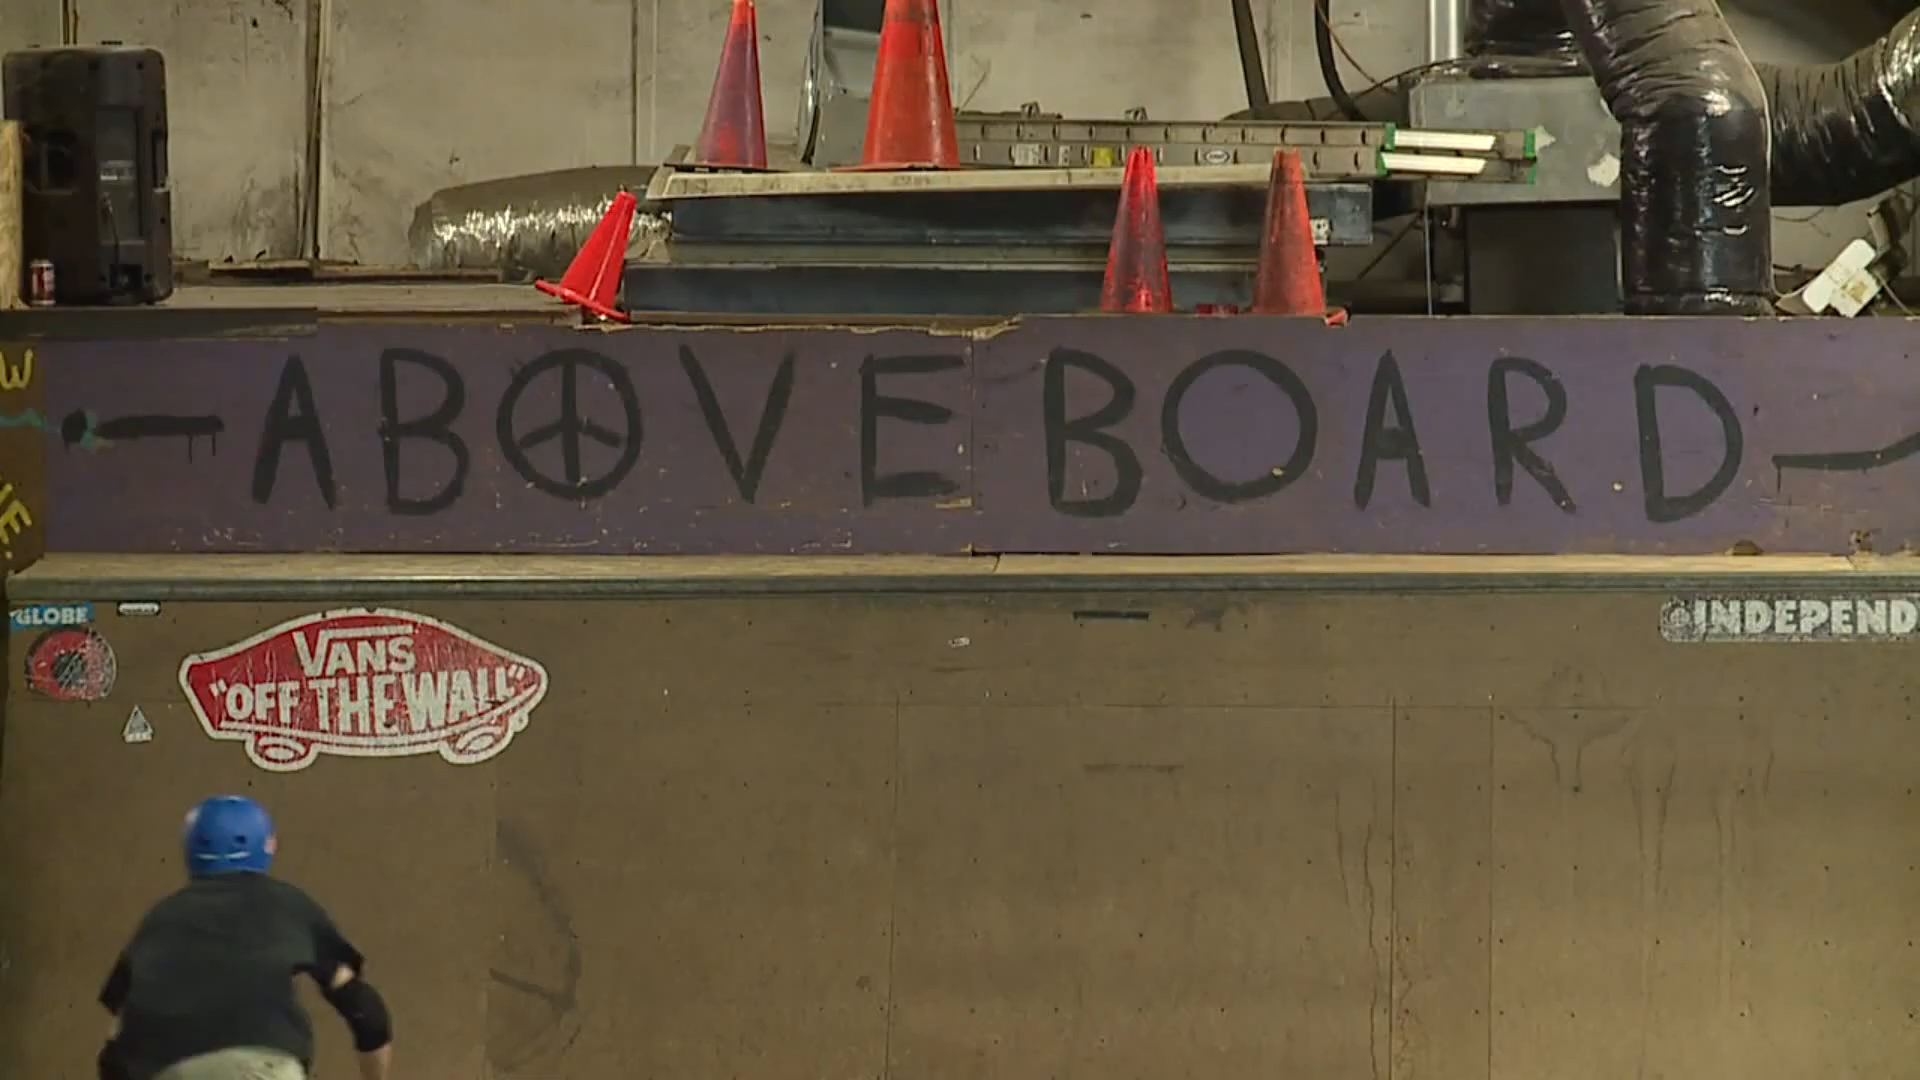 W
ABOVE BOARD
GLOBE
INDEPEND
VANS
"OFF THE WALL"